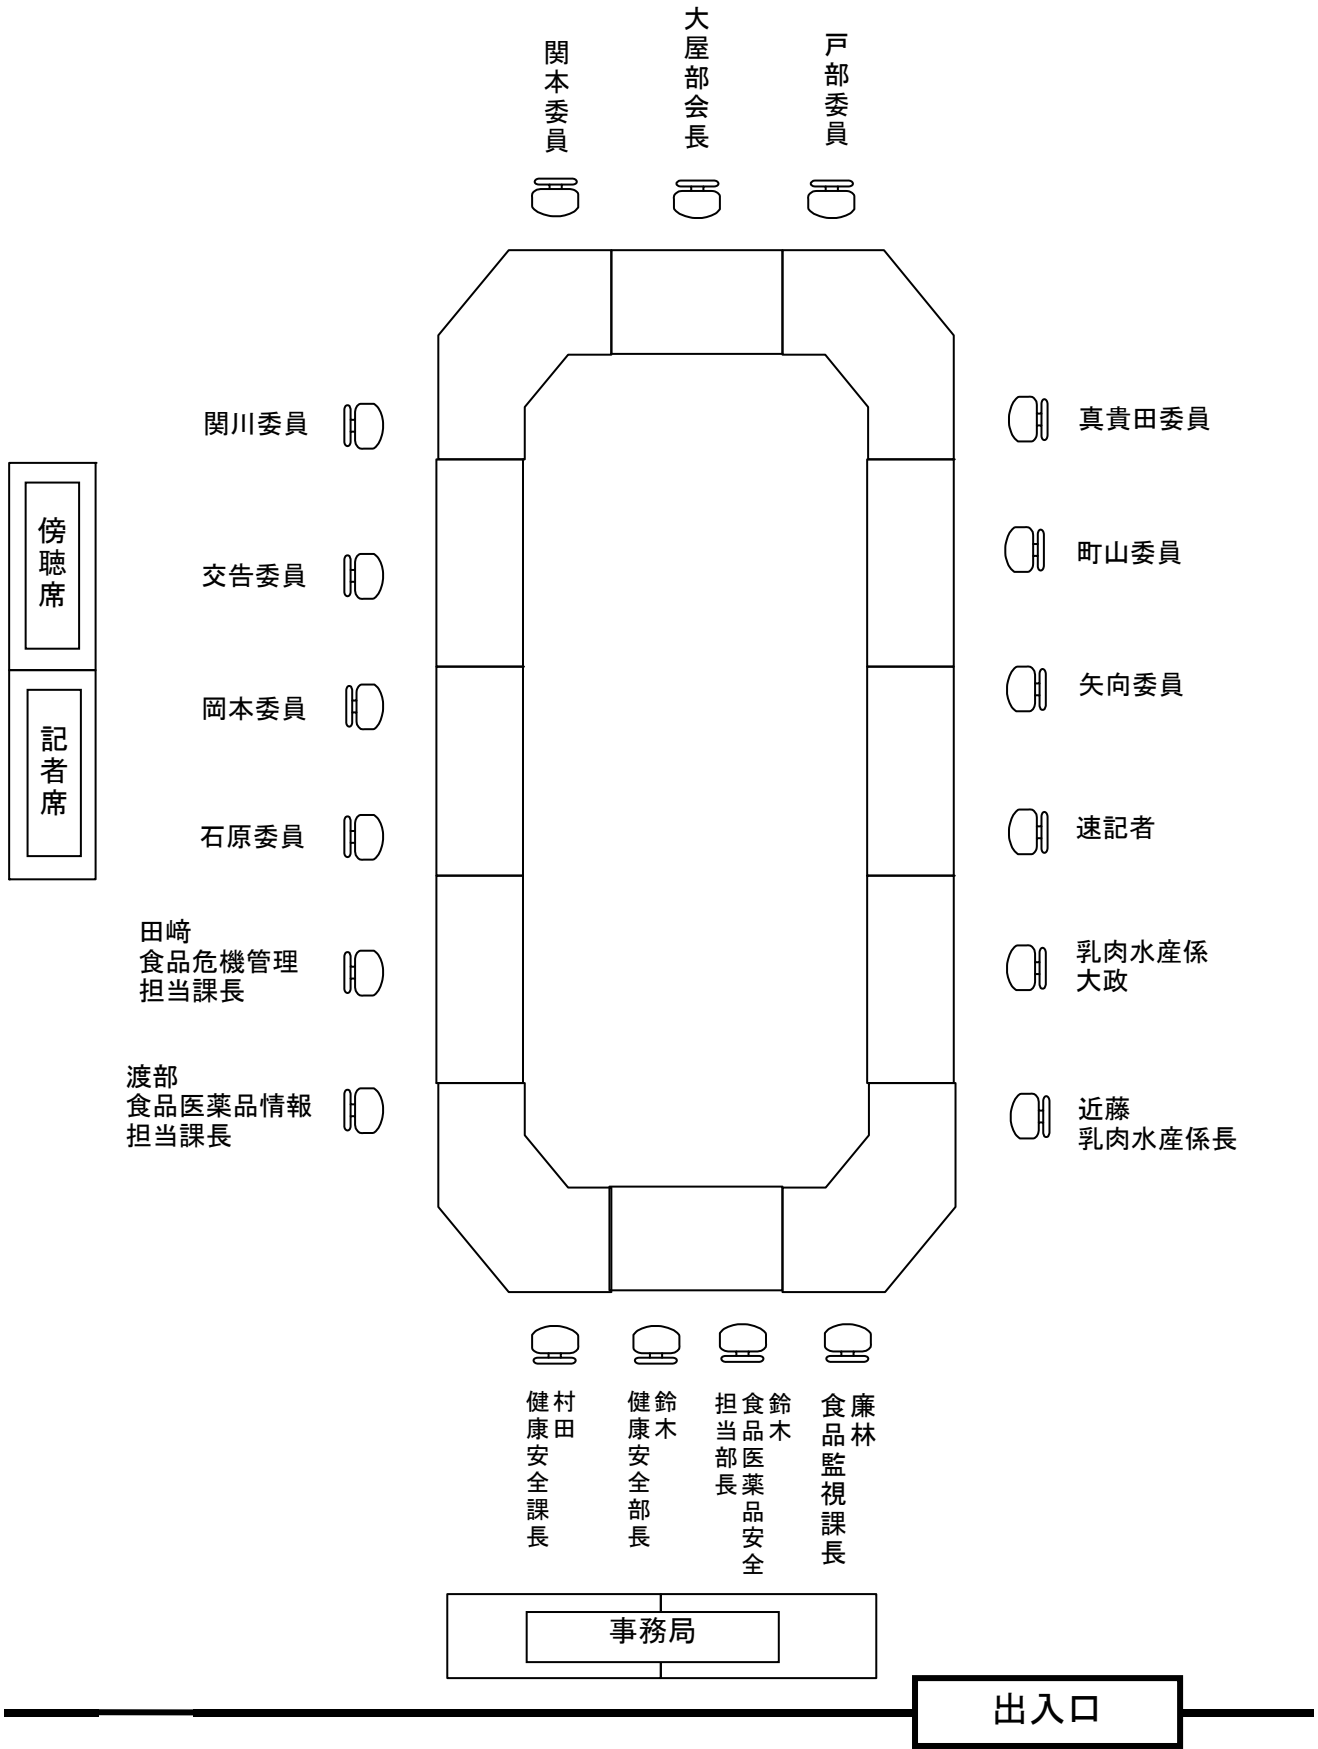 関本委員
大屋部会長
戸部委員
関川委員
交告委員
岡本委員
石原委員
田﨑
食品危機管理
担当課長
渡部
食品医薬品情報
担当課長
傍聴席
記者席
真貴田委員
町山委員
矢向委員
速記者
乳肉水産係
大政
近藤
乳肉水産係長
村田
健康安全課長
鈴木
健康安全部長
鈴木
食品医薬品安全
担当部長
廉林
食品監視課長
事務局
出入口